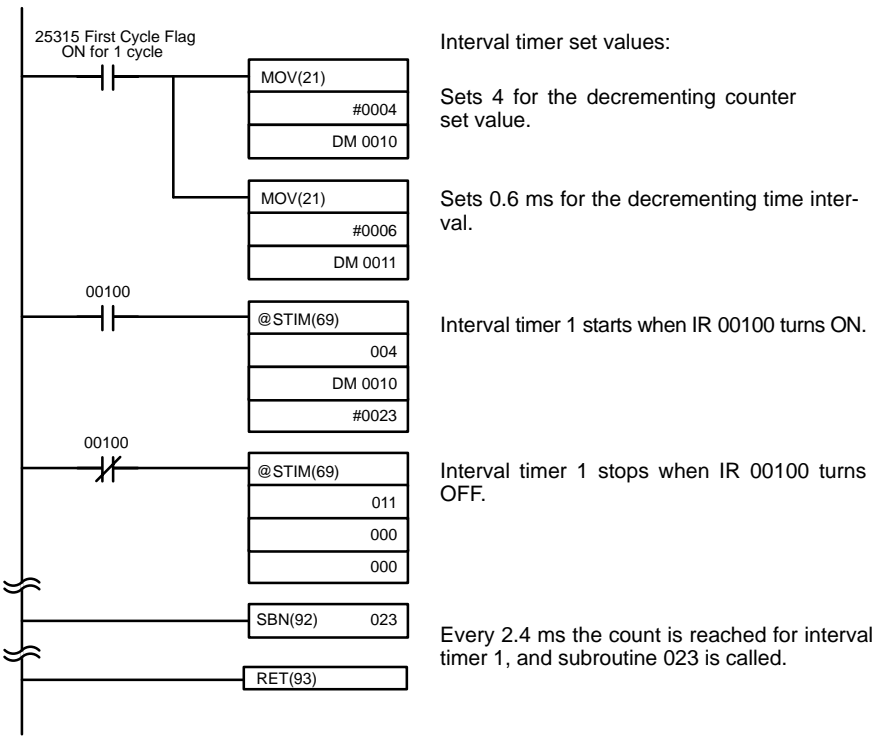 25315 First Cycle Flag
ON for 1 cycle
Interval timer set values:
MOV(21)
#0004
DM 0010
Sets 4 for the decrementing counter
set value.
MOV(21)
#0006
DM 0011
Sets 0.6 ms for the decrementing time inter-
val.
00100
@STIM(69)
004
DM 0010
#0023
Interval timer 1 starts when IR 00100 turns ON.
00100
@STIM(69)
011
000
000
Interval timer 1 stops when IR 00100 turns
OFF.
SBN(92) 023
Every 2.4 ms the count is reached for interval
timer 1, and subroutine 023 is called.
RET(93)